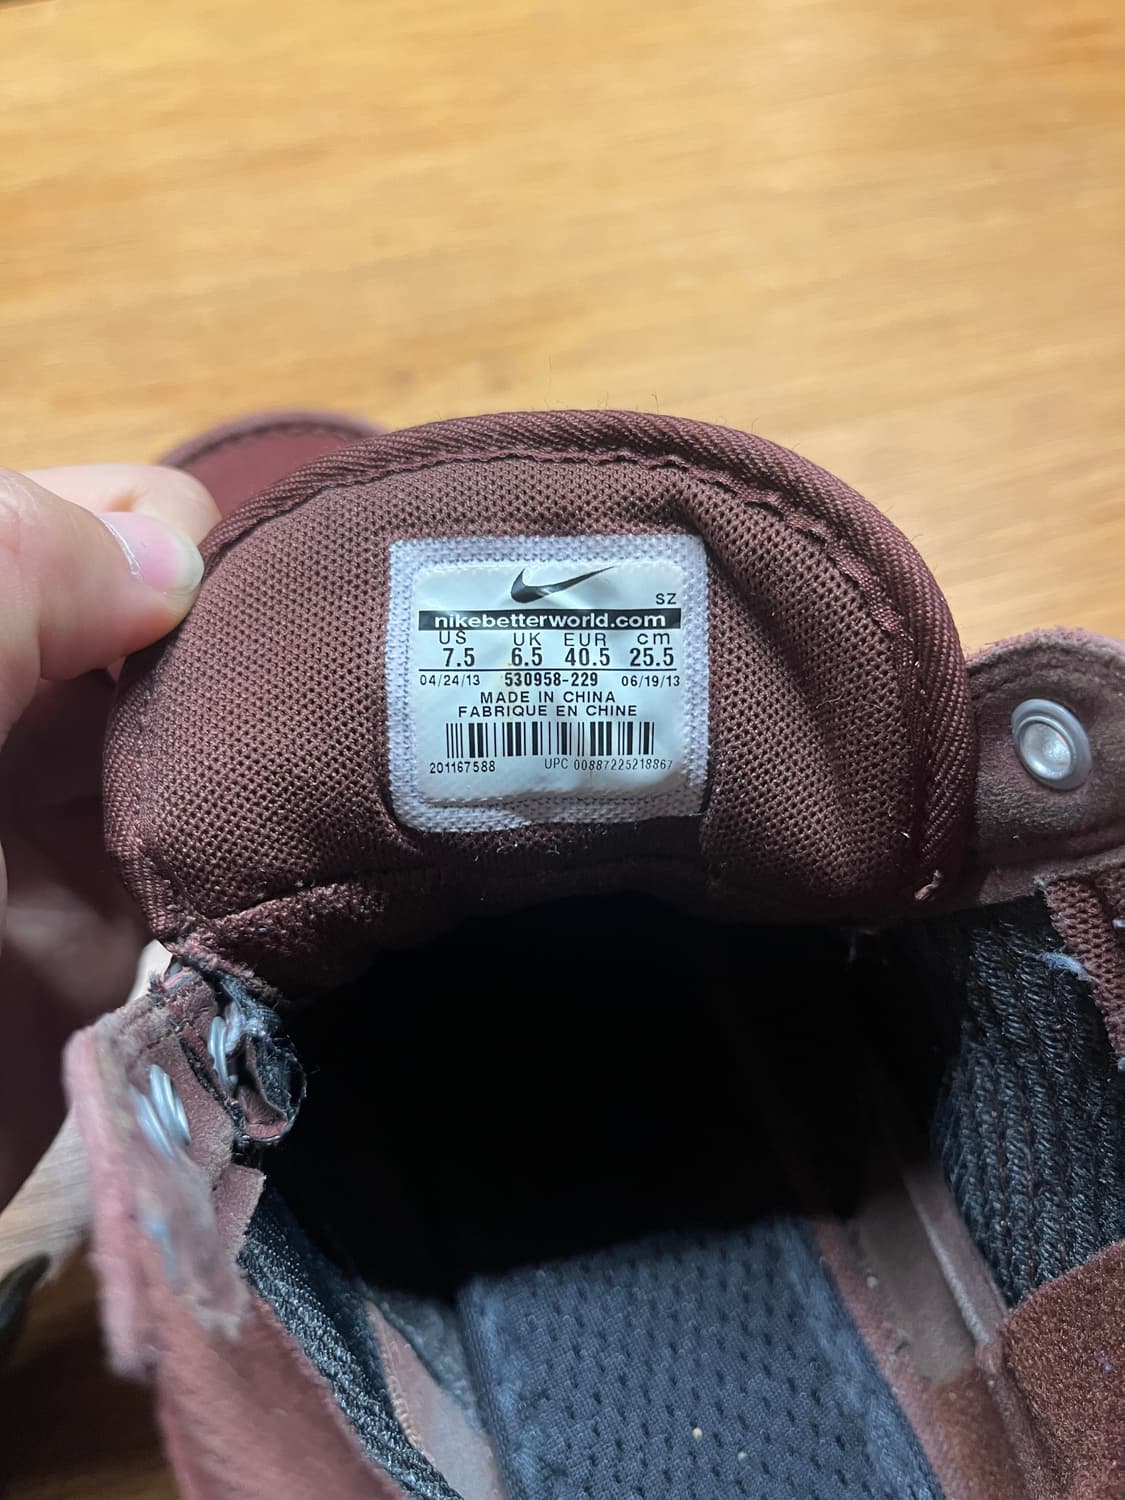 SZ
nikebetterworld.com
US UK EUR cm
7.5 6.5 40.5 25.5
04/24/13 530958-229 06/19/13
MADE IN CHINA
FABRIQUE EN CHINE
201167588 UPC 00887225218867